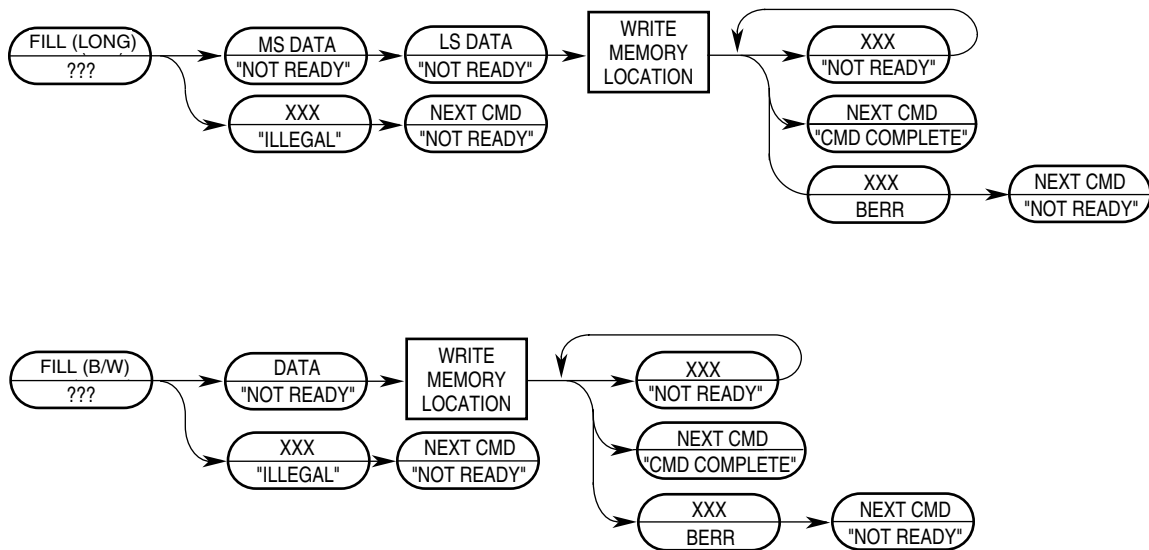 FILL (LONG)
???
MS DATA
"NOT READY"
LS DATA
"NOT READY"
WRITE
MEMORY
LOCATION
XXX
"NOT READY"
XXX
"ILLEGAL"
NEXT CMD
"NOT READY"
NEXT CMD
"CMD COMPLETE"
XXX
BERR
NEXT CMD
"NOT READY"
FILL (B/W)
???
DATA
"NOT READY"
WRITE
MEMORY
LOCATION
XXX
"NOT READY"
XXX
"ILLEGAL"
NEXT CMD
"NOT READY"
NEXT CMD
"CMD COMPLETE"
XXX
BERR
NEXT CMD
"NOT READY"